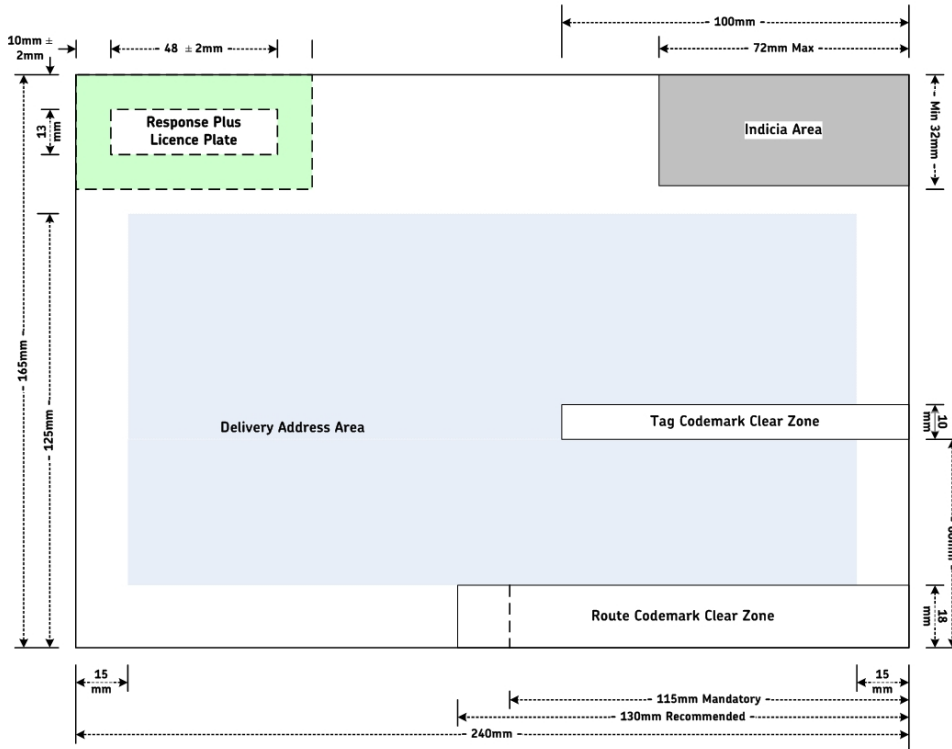 100mm
10mm ±
2mm
48 ±2mm
72mm Max
13
mm
Response Plus
Licence Plate
Indicia Area
Min 32mm
165mm
125mm
Delivery Address Area
Tag Codemark Clear Zone
10
mm
Route Codemark Clear Zone
18
mm
15
mm
15
mm
115mm Mandatory
130mm Recommended
240mm